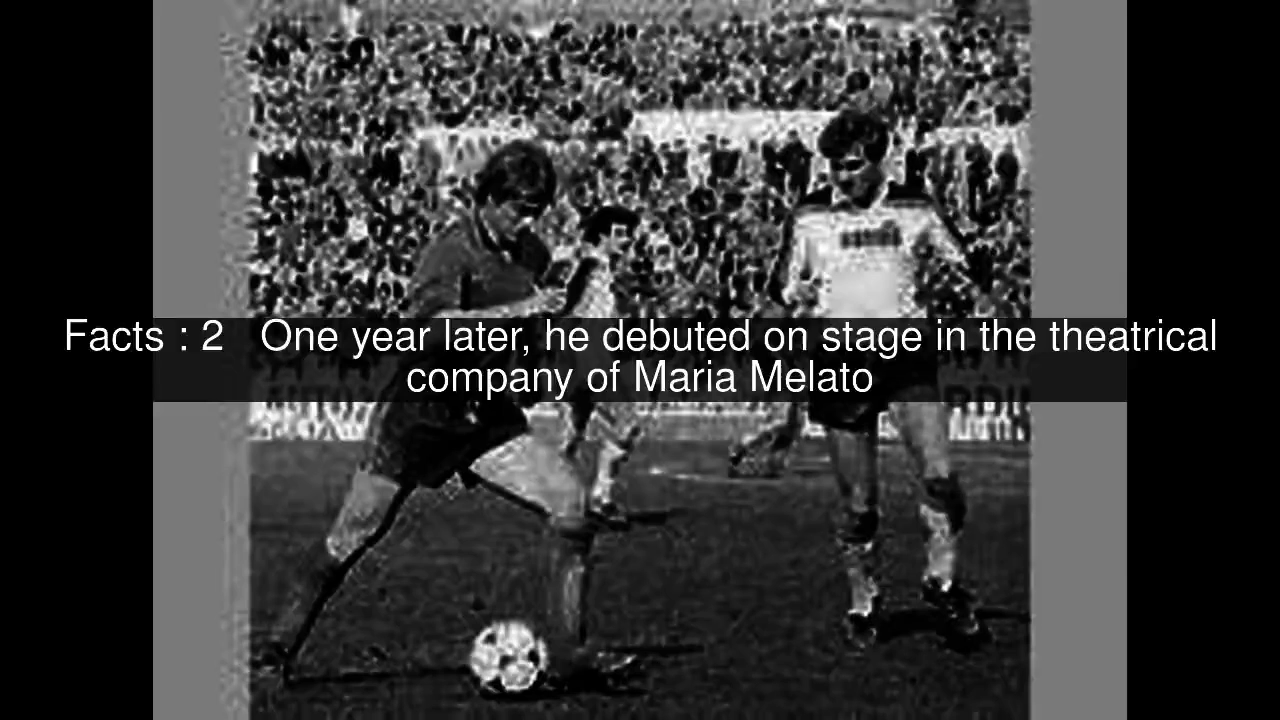 Facts : 2 One year later, he debuted on stage in the theatrical
company of Maria Melato